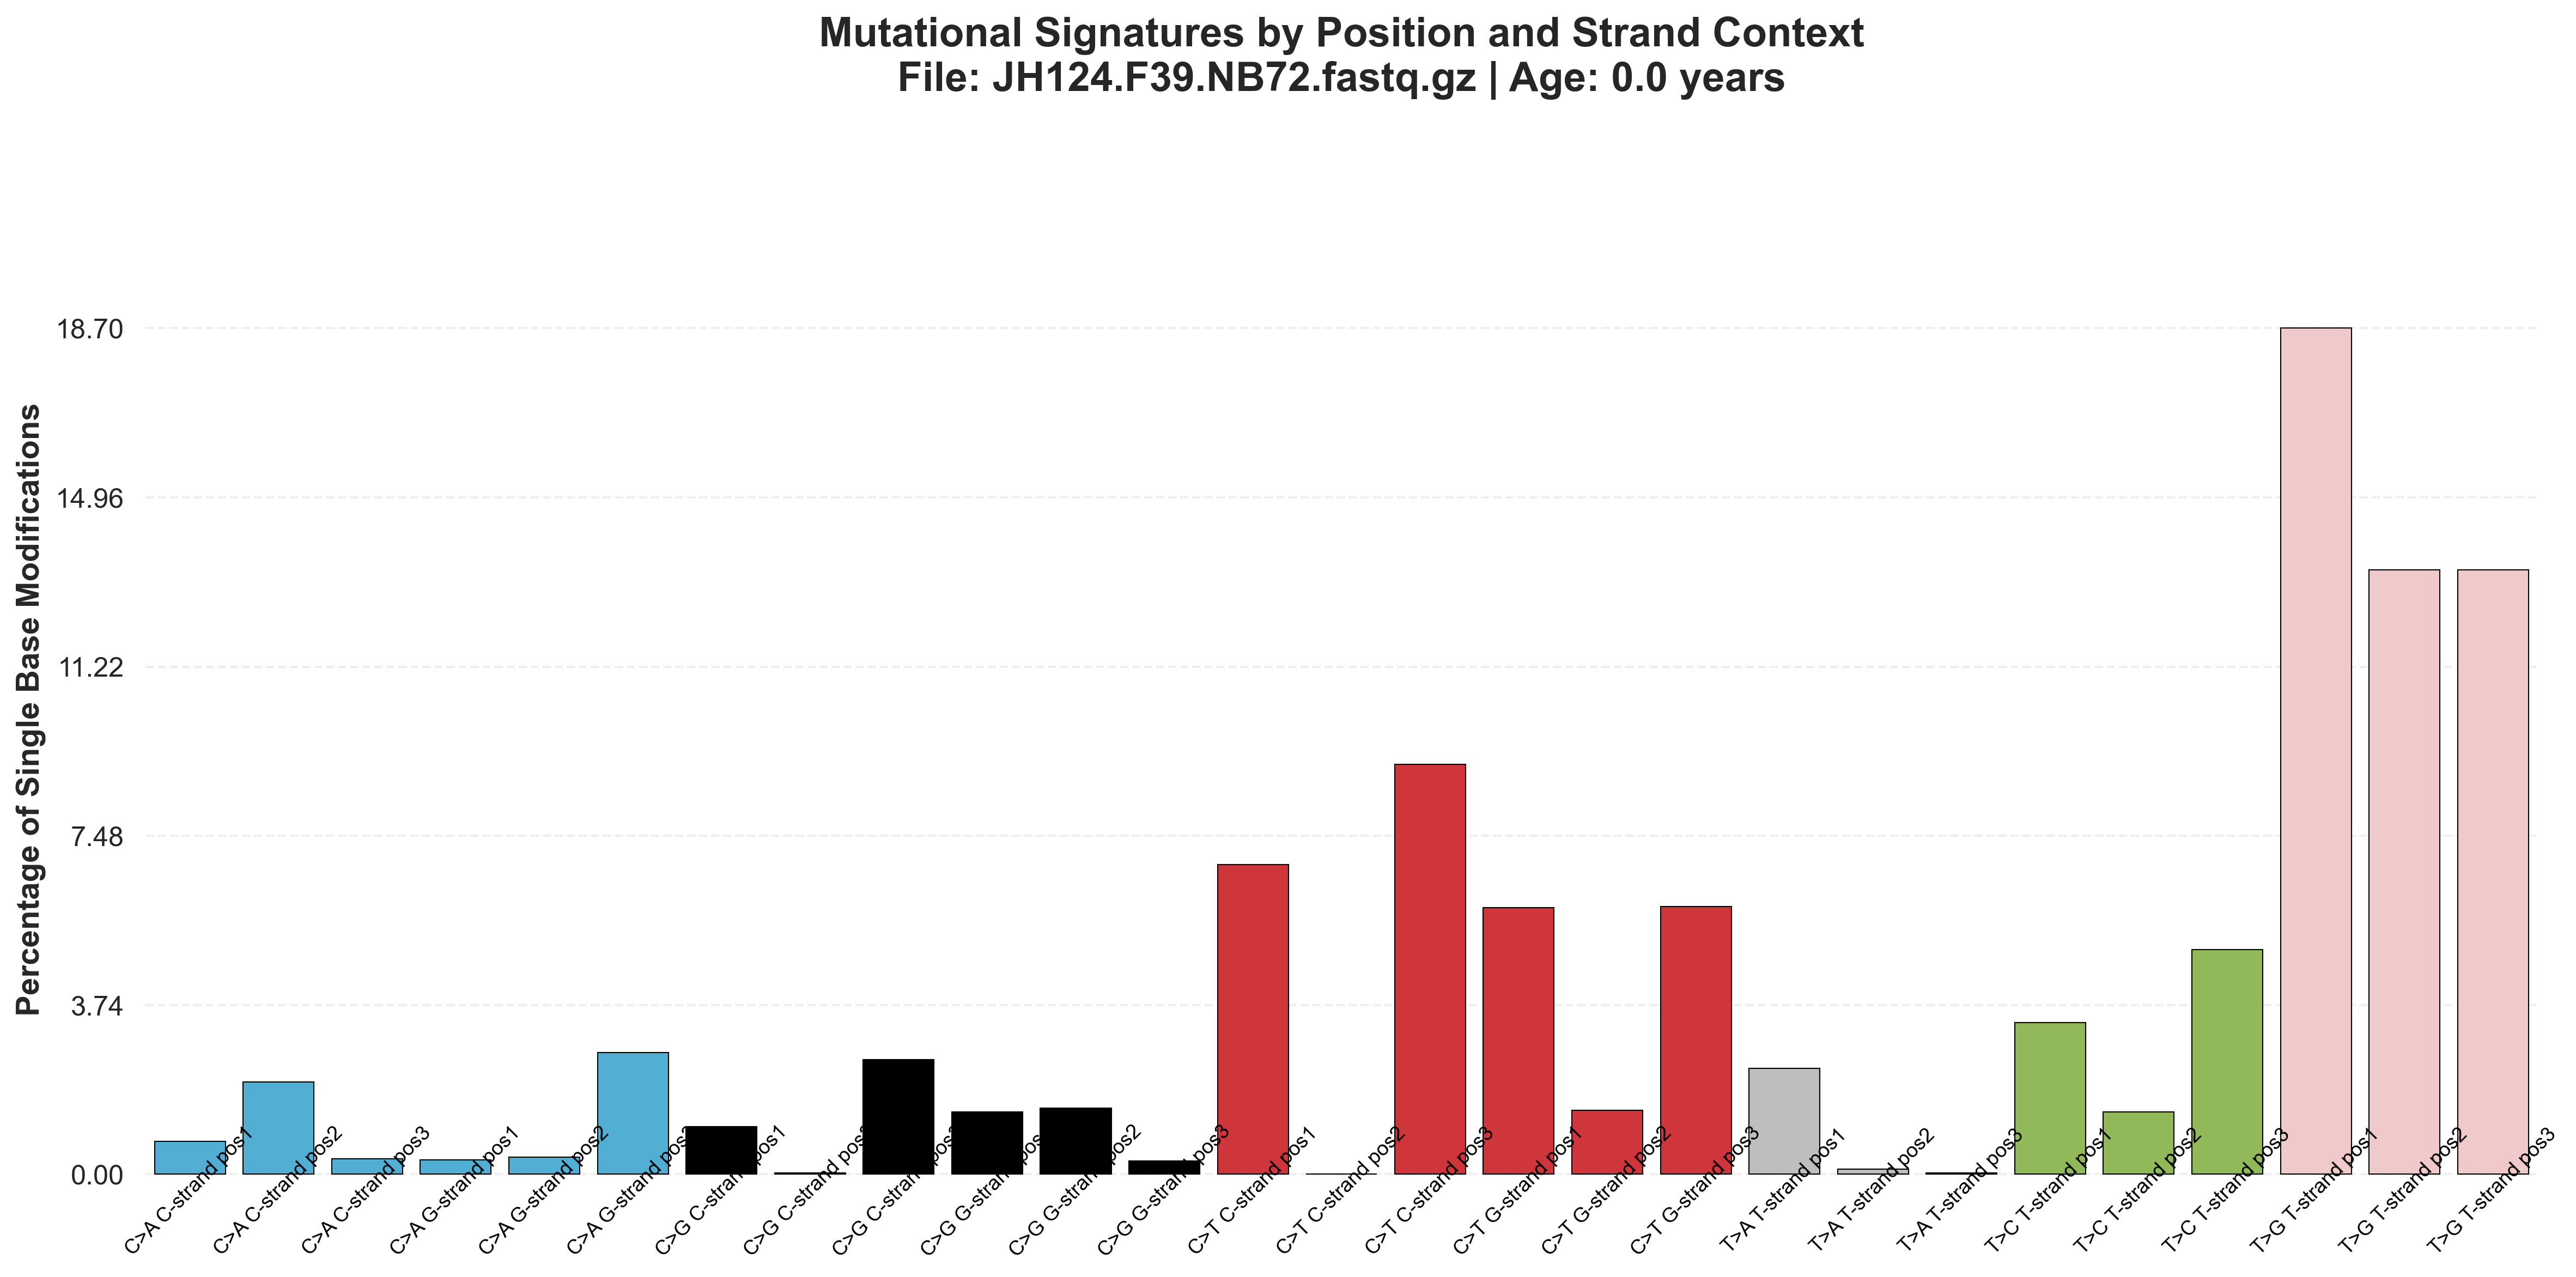 Mutational Signatures by Position and Strand Context
File: JH124.F39.NB72.fastq.gz | Age: 0.0 years
Percentage of Single Base Modifications
18.70
14.96
11.22
7.48
3.74
0.00
C>A C-strand pos1
C>A C-strand pos2
C>A C-strand pos3
C>A G-strand pos1
C>A G-strand pos2
C>A G-strand pos3
C>G C-strand pos1
C>G C-strand pos2
C>G C-strand pos3
C>G G-strand pos1
C>G G-strand pos2
C>G G-strand pos3
C>T C-strand pos1
C>T C-strand pos2
C>T C-strand pos3
C>T G-strand pos1
C>T G-strand pos2
C>T G-strand pos3
T>A T-strand pos1
T>A T-strand pos2
T>A T-strand pos3
T>C T-strand pos1
T>C T-strand pos2
T>C T-strand pos3
T>G T-strand pos1
T>G T-strand pos2
T>G T-strand pos3